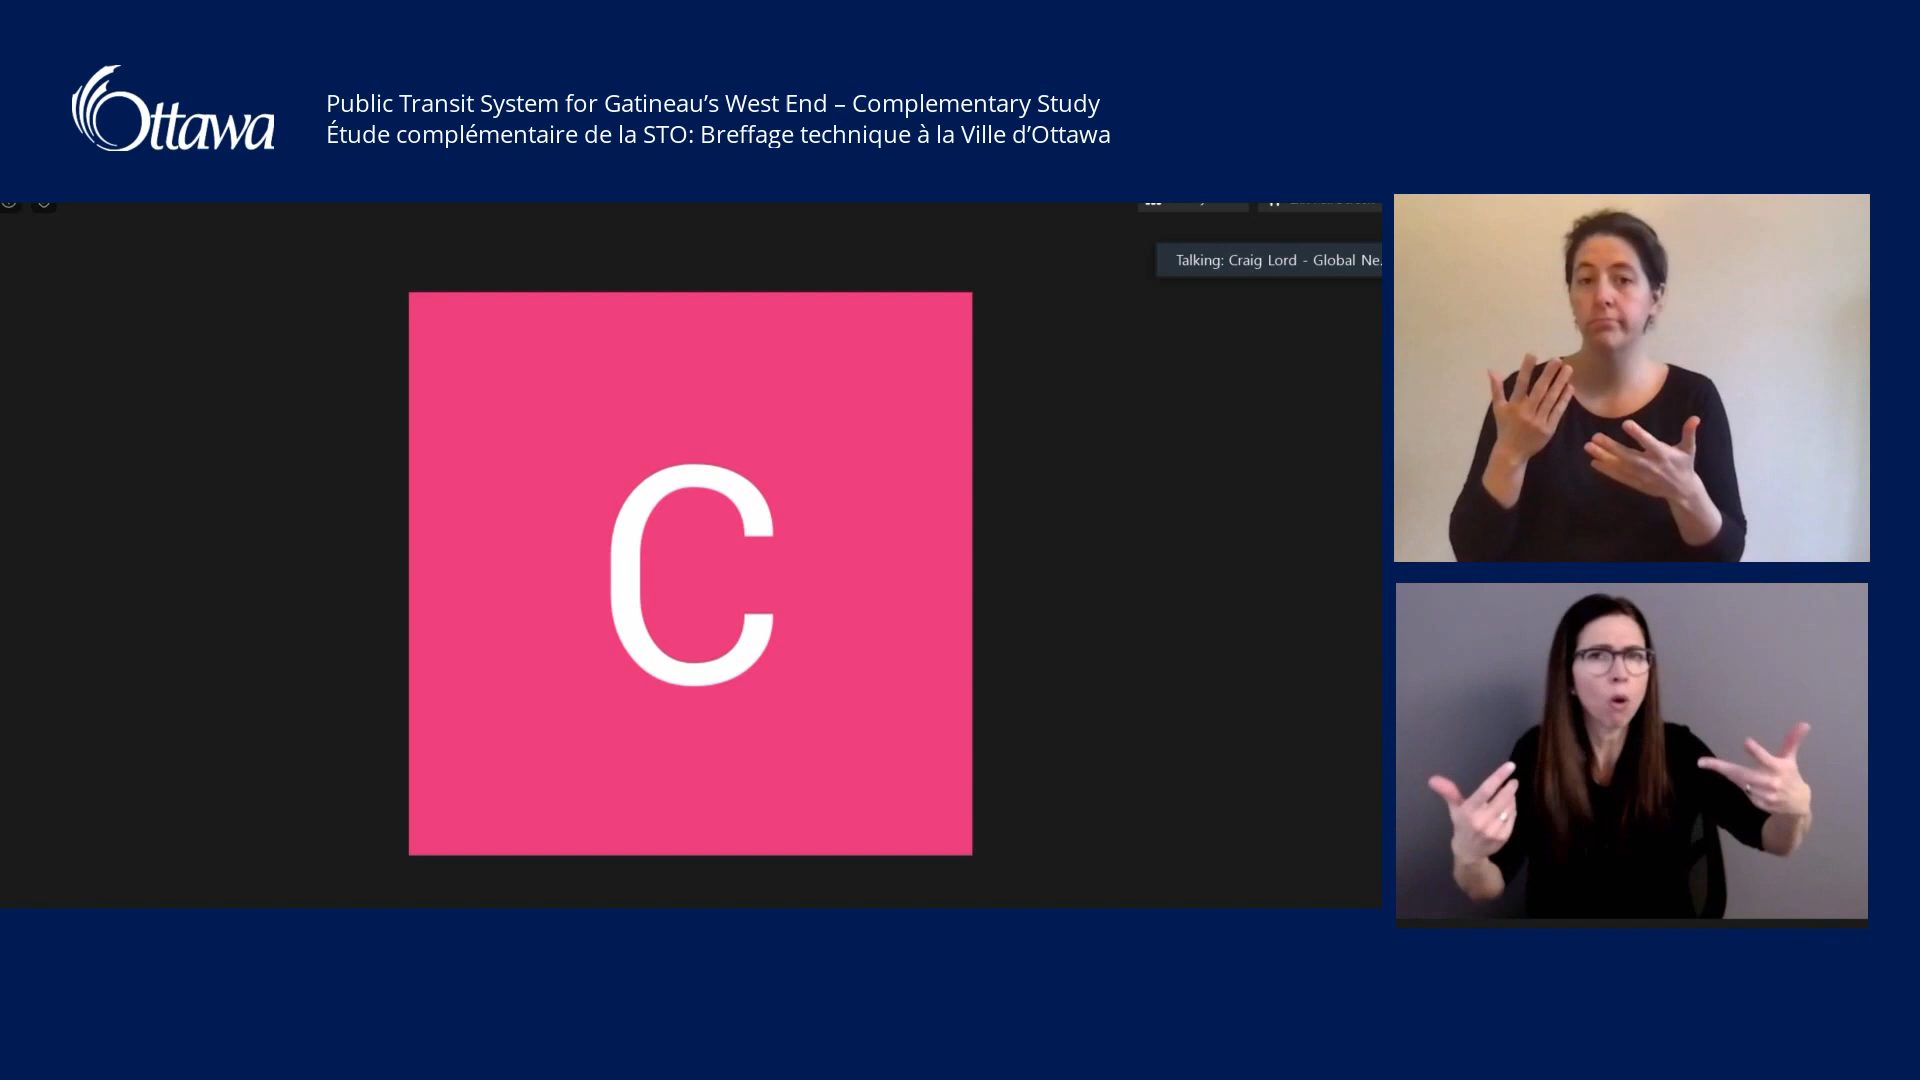 Ottawa
Public Transit System for Gatineau’s West End – Complementary Study
Étude complémentaire de la STO: Breffage technique à la Ville d’Ottawa
Talking: Craig Lord - Global Ne.
C